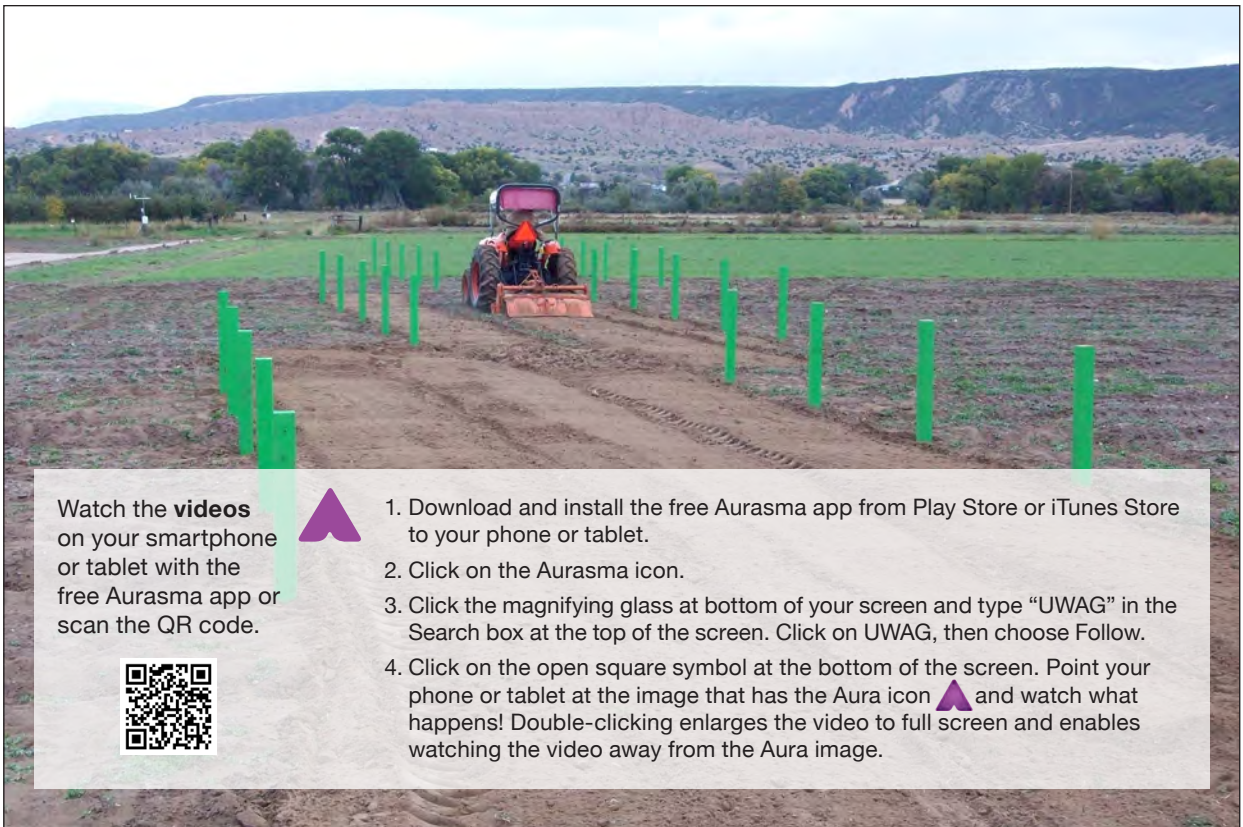 Watch the videos
on your smartphone
or tablet with the
free Aurasma app or
scan the QR code.
1. Download and install the free Aurasma app from Play Store or iTunes Store
to your phone or tablet.
2. Click on the Aurasma icon.
3. Click the magnifying glass at bottom of your screen and type “UWAG” in the
Search box at the top of the screen. Click on UWAG, then choose Follow.
4. Click on the open square symbol at the bottom of the screen. Point your
phone or tablet at the image that has the Aura icon and watch what
happens! Double-clicking enlarges the video to full screen and enables
watching the video away from the Aura image.